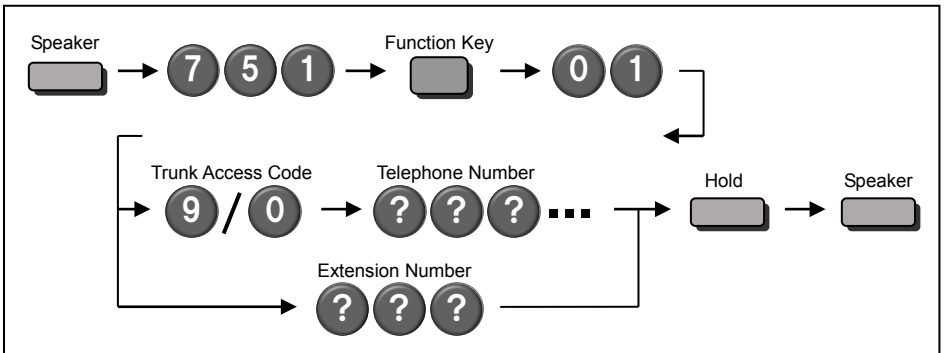 Speaker
7 5 1
Function Key
0 1
Trunk Access Code
9 / 0
Telephone Number
? ? ? ...
Hold
Speaker
Extension Number
? ? ?